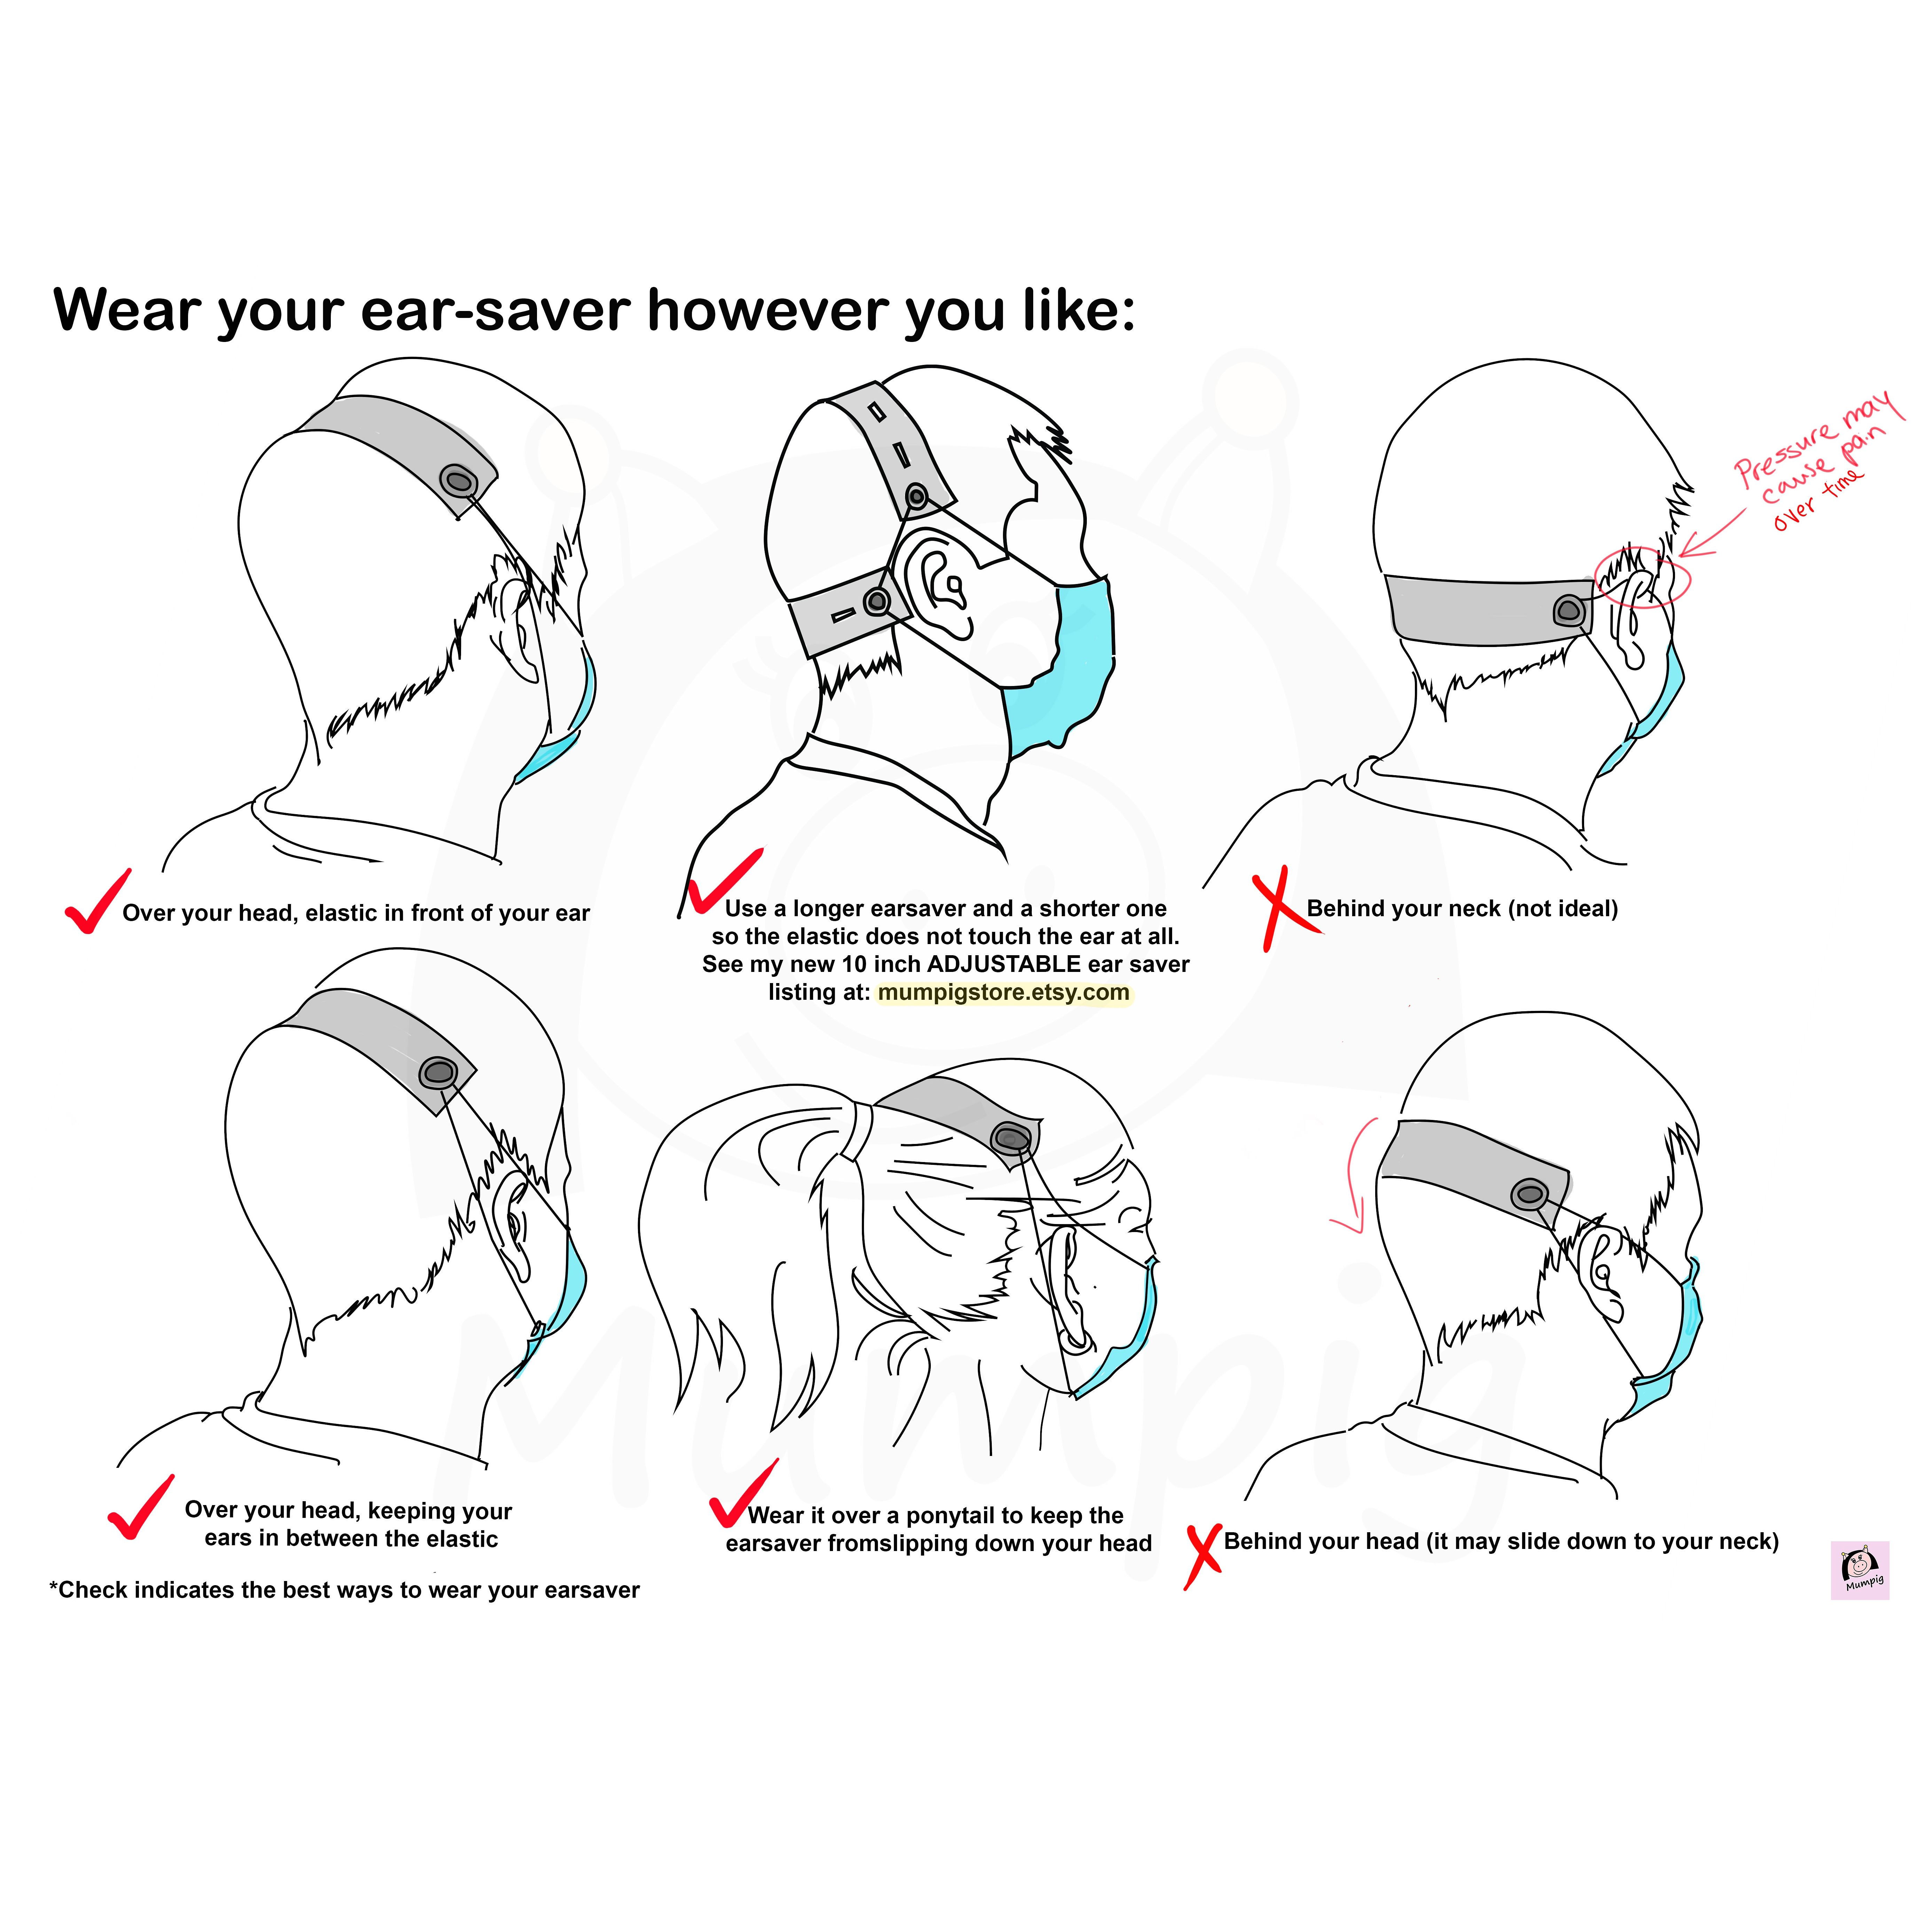 Wear your ear-saver however you like:
Pressure may
cause pain
over time
Over your head, elastic in front of your ear
Use a longer earsaver and a shorter one
so the elastic does not touch the ear at all.
See my new 10 inch ADJUSTABLE ear saver
listing at: mumpigstore.etsy.com
Behind your neck (not ideal)
Over your head, keeping your
ears in between the elastic
Wear it over a ponytail to keep the
earsaver fromslipping down your head
Behind your head (it may slide down to your neck)
*Check indicates the best ways to wear your earsaver
Mumpig
Mumpig